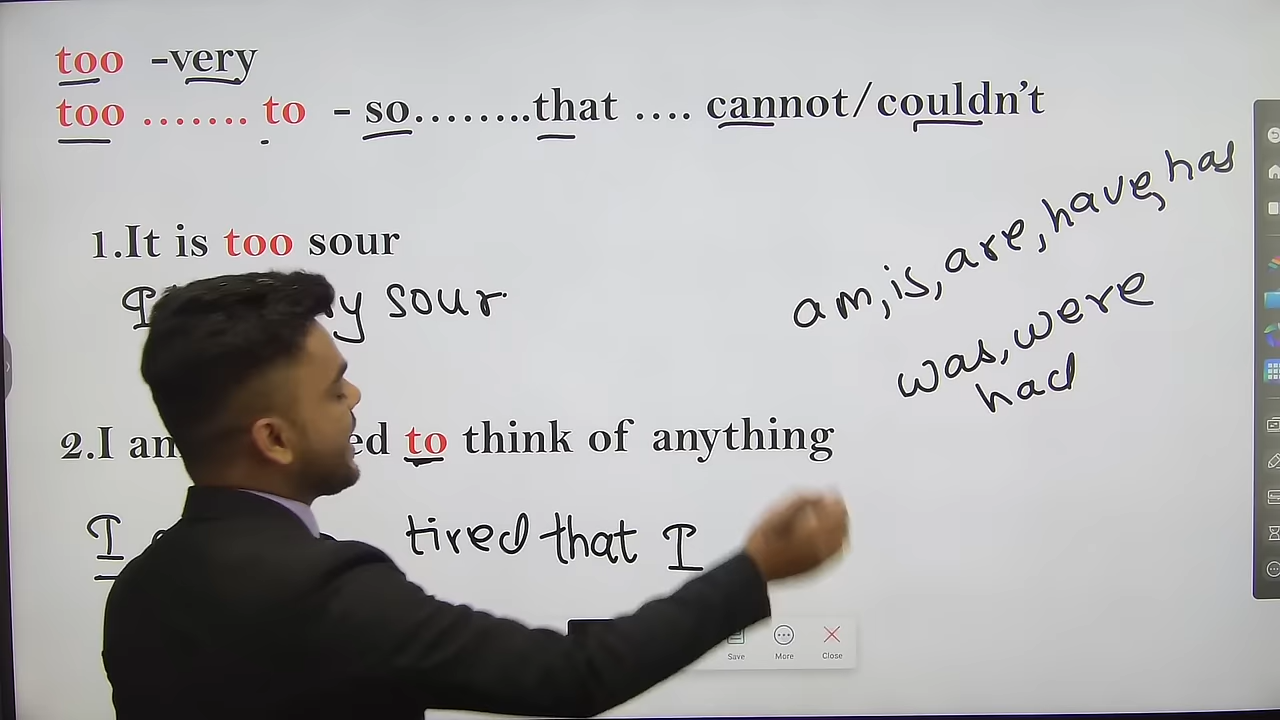 too -very
too ....... to - so........that .... cannot/couldn't
1.It is too sour
sour
2.I am to think of anything
I tired that I
am, is, are, have, has
was, were
had
Save More Close